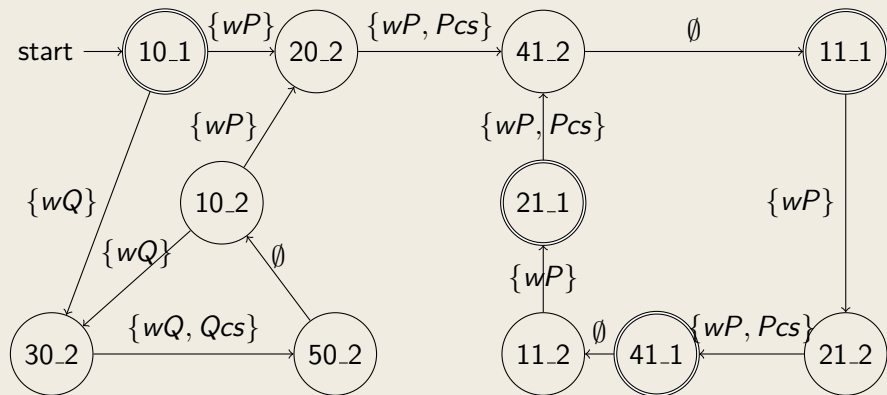 {wP} {wP, Pcs} ∅
start 10_1 20_2 41_2 11_1
{wP} {wP, Pcs}
{wQ} 10_2 21_1 {wP}
{wQ} ∅ {wP}
{wQ, Qcs} ∅ {wP, Pcs}
30_2 50_2 11_2 41_1 21_2